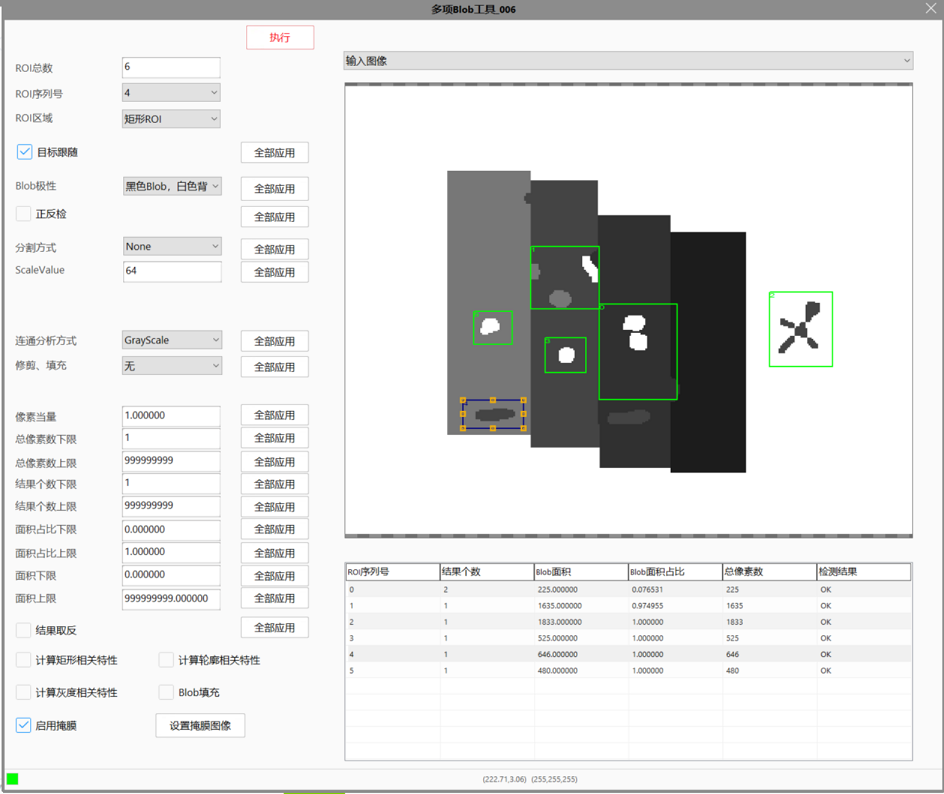 多项Blob工具_006
执行
ROI总数 6
ROI序列号 4
ROI区域 矩形ROI
目标跟随 全部应用
Blob极性 黑色Blob，白色背 全部应用
正反检 全部应用
分割方式 None 全部应用
ScaleValue 64 全部应用
连通分析方式 GrayScale 全部应用
修剪、填充 无 全部应用
像素当量 1.000000 全部应用
总像素数下限 1 全部应用
总像素数上限 999999999 全部应用
结果个数下限 1 全部应用
结果个数上限 999999999 全部应用
面积占比下限 0.000000 全部应用
面积占比上限 1.000000 全部应用
面积下限 0.000000 全部应用
面积上限 999999999.000000 全部应用
结果取反 全部应用
计算矩形相关特性 计算轮廓相关特性
计算灰度相关特性 Blob填充
启用掩膜 设置掩膜图像
输入图像
ROI序列号 结果个数 Blob面积 Blob面积占比 总像素数 检测结果
0 2 225.000000 0.076531 225 OK
1 1 1635.000000 0.974955 1635 OK
2 1 1833.000000 1.000000 1833 OK
3 1 525.000000 1.000000 525 OK
4 1 646.000000 1.000000 646 OK
5 1 480.000000 1.000000 480 OK
(222.71,3.06) (255,255,255)